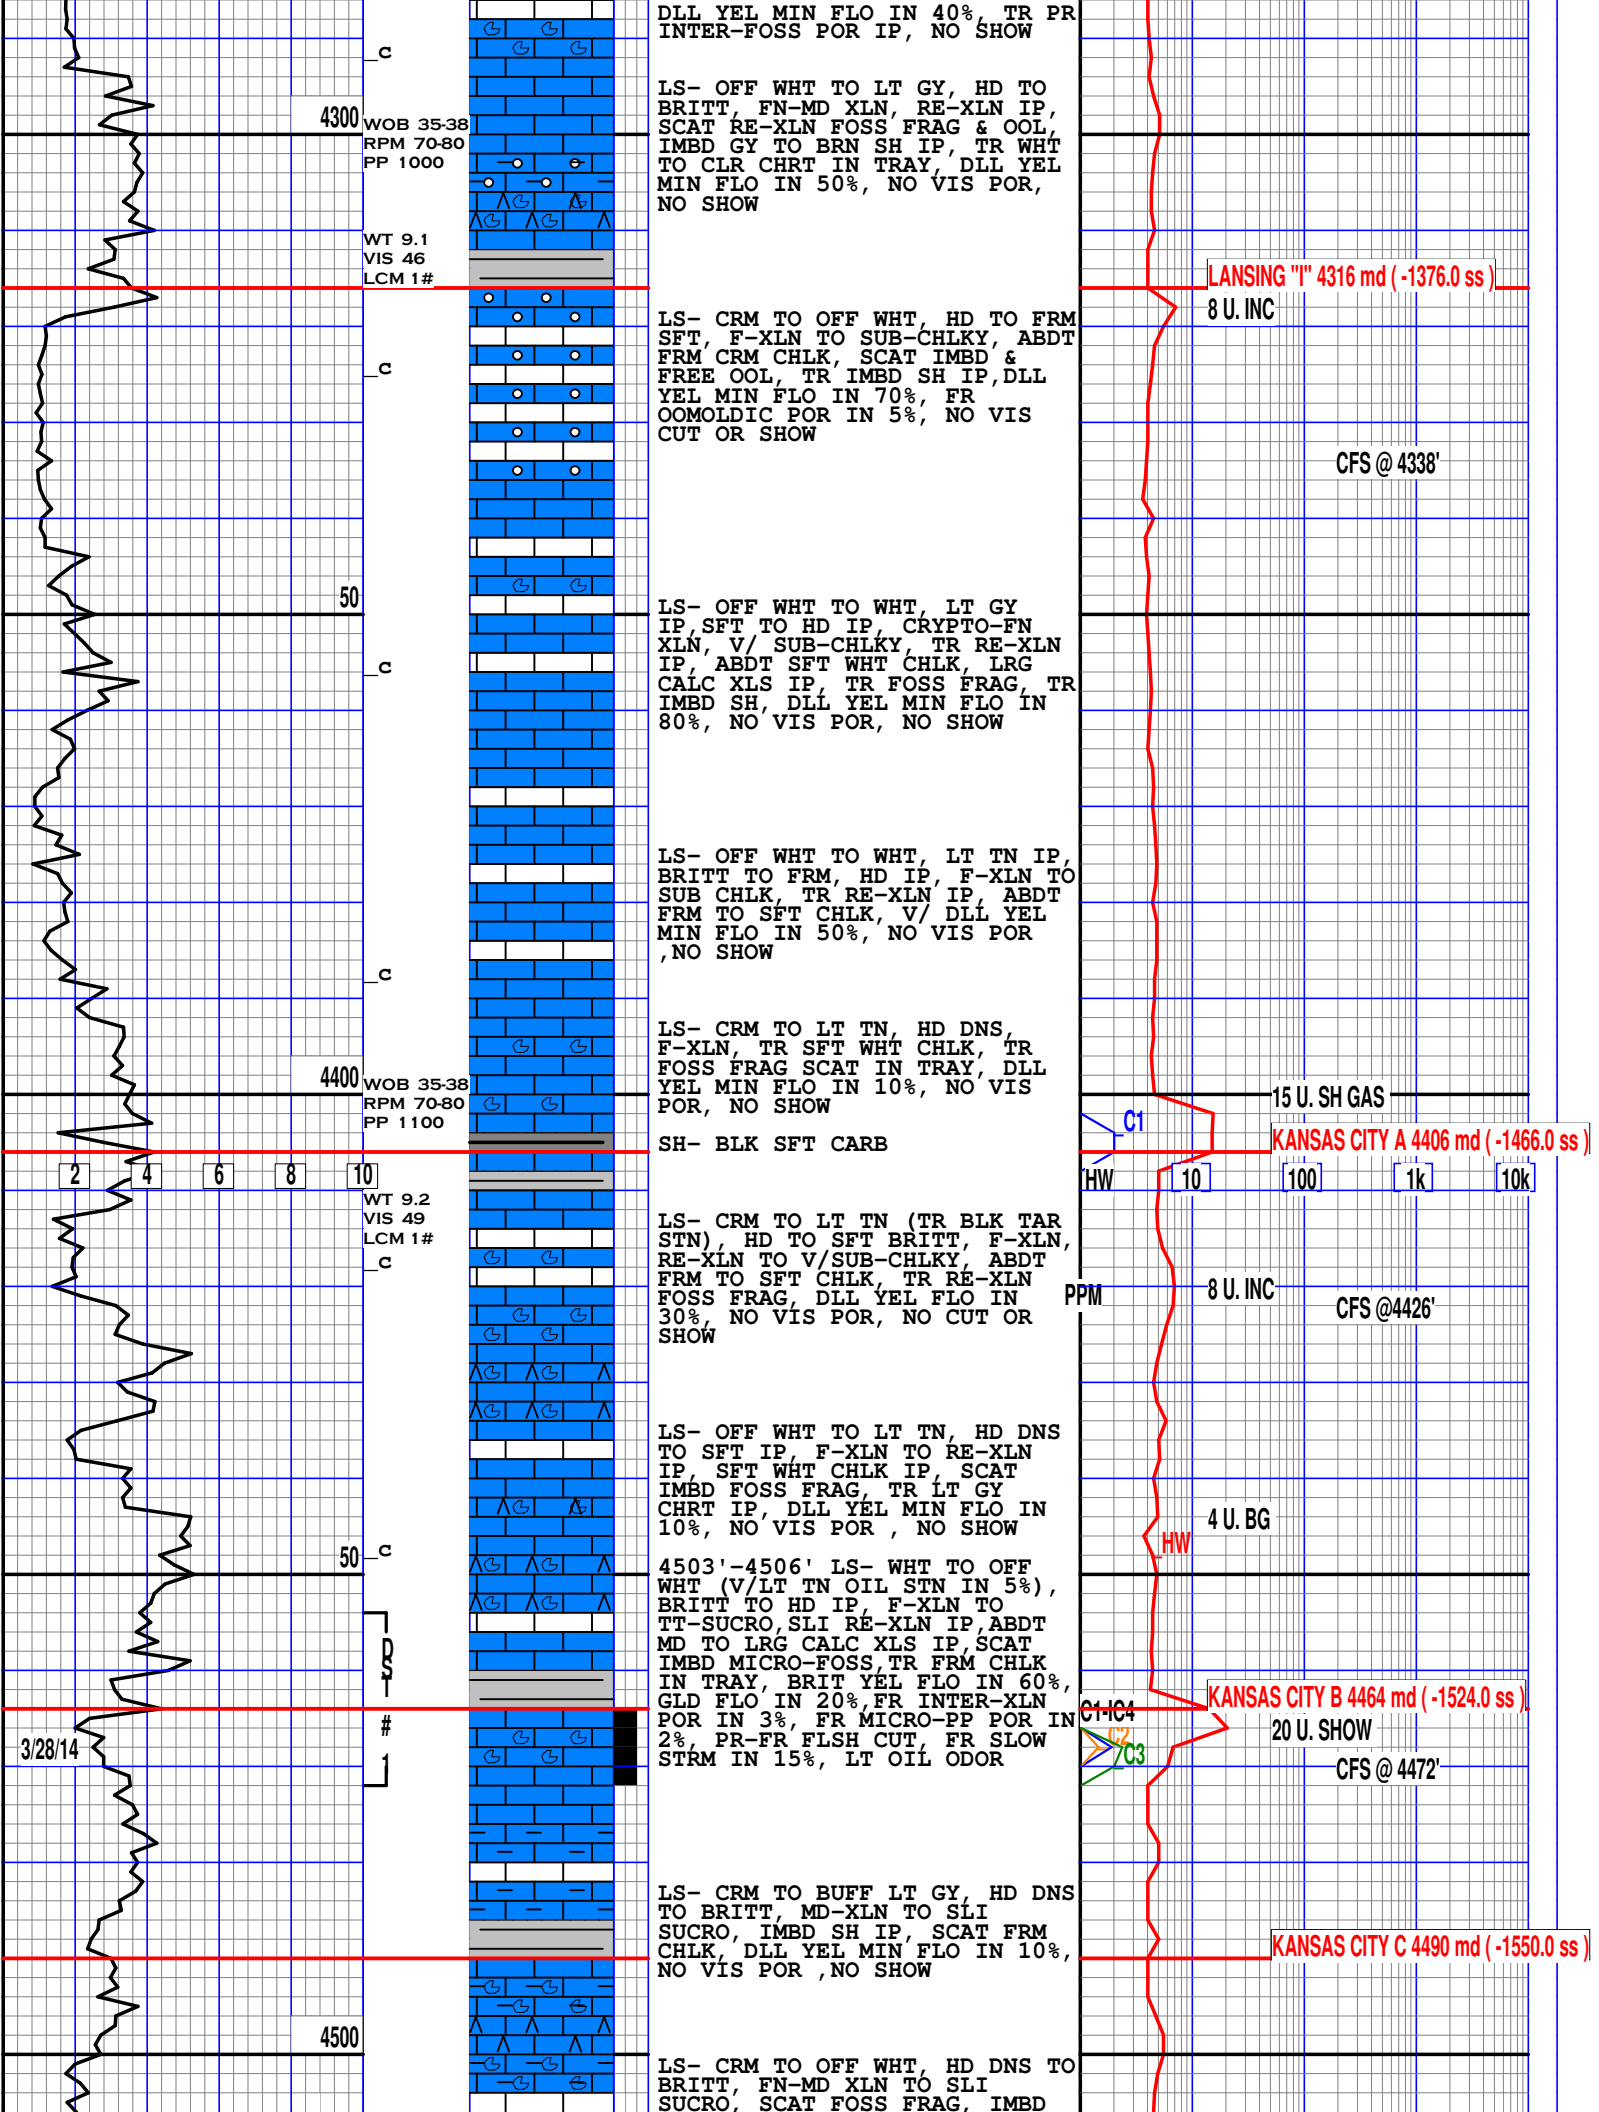 DLL YEL MIN FLO IN 40%, TR PR
INTER-FOSS POR IP, NO SHOW
C
LS- OFF WHT TO LT GY, HD TO
BRITT, FN-MD XLN, RE-XLN IP,
SCAT RE-XLN FOSS FRAG & OOL,
IMBD GY TO BRN SH IP, TR WHT
TO CLR CHRT IN TRAY, DLL YEL
MIN FLO IN 50%, NO VIS POR,
NO SHOW
4300
WOB 35-38
RPM 70-80
PP 1000
WT 9.1
VIS 46
LCM 1#
LANSING "I" 4316 md ( -1376.0 ss )
8 U. INC
LS- CRM TO OFF WHT, HD TO FRM
SFT, F-XLN TO SUB-CHLKY, ABDT
FRM CRM CHLK, SCAT IMBD &
FREE OOL, TR IMBD SH IP,DLL
YEL MIN FLO IN 70%, FR
OOMOLDIC POR IN 5%, NO VIS
CUT OR SHOW
C
CFS @ 4338'
50
LS- OFF WHT TO WHT, LT GY
IP,SFT TO HD IP, CRYPTO-FN
XLN, V/ SUB-CHLKY, TR RE-XLN
IP, ABDT SFT WHT CHLK, LRG
CALC XLS IP, TR FOSS FRAG, TR
IMBD SH, DLL YEL MIN FLO IN
80%, NO VIS POR, NO SHOW
C
LS- OFF WHT TO WHT, LT TN IP,
BRITT TO FRM, HD IP, F-XLN TO
SUB CHLK, TR RE-XLN IP, ABDT
FRM TO SFT CHLK, V/ DLL YEL
MIN FLO IN 50%, NO VIS POR
,NO SHOW
C
LS- CRM TO LT TN, HD DNS,
F-XLN, TR SFT WHT CHLK, TR
FOSS FRAG SCAT IN TRAY, DLL
YEL MIN FLO IN 10%, NO VIS
POR, NO SHOW
4400
WOB 35-38
RPM 70-80
PP 1100
15 U. SH GAS
C1
SH- BLK SFT CARB
KANSAS CITY A 4406 md ( -1466.0 ss )
2 4 6 8 10
HW 10 100 1k 10k
WT 9.2
VIS 49
LCM 1#
C
LS- CRM TO LT TN (TR BLK TAR
STN), HD TO SFT BRITT, F-XLN,
RE-XLN TO V/SUB-CHLKY, ABDT
FRM TO SFT CHLK, TR RE-XLN
FOSS FRAG, DLL YEL FLO IN
30%, NO VIS POR, NO CUT OR
SHOW
PPM
8 U. INC
CFS @4426'
LS- OFF WHT TO LT TN, HD DNS
TO SFT IP, F-XLN TO RE-XLN
IP, SFT WHT CHLK IP, SCAT
IMBD FOSS FRAG, TR LT GY
CHRT IP, DLL YEL MIN FLO IN
10%, NO VIS POR , NO SHOW
4 U. BG
HW
50
C
4503'-4506' LS- WHT TO OFF
WHT (V/LT TN OIL STN IN 5%),
BRITT TO HD IP, F-XLN TO
TT-SUCRO,SLI RE-XLN IP,ABDT
MD TO LRG CALC XLS IP,SCAT
IMBD MICRO-FOSS,TR FRM CHLK
IN TRAY, BRIT YEL FLO IN 60%,
GLD FLO IN 20%,FR INTER-XLN
POR IN 3%, FR MICRO-PP POR IN
2%, PR-FR FLSH CUT, FR SLOW
STRM IN 15%, LT OIL ODOR
DST # 1
KANSAS CITY B 4464 md ( -1524.0 ss )
C1-IC4
C2
C3
20 U. SHOW
CFS @ 4472'
3/28/14
LS- CRM TO BUFF LT GY, HD DNS
TO BRITT, MD-XLN TO SLI
SUCRO, IMBD SH IP, SCAT FRM
CHLK, DLL YEL MIN FLO IN 10%,
NO VIS POR ,NO SHOW
KANSAS CITY C 4490 md ( -1550.0 ss )
4500
LS- CRM TO OFF WHT, HD DNS TO
BRITT, FN-MD XLN TO SLI
SUCRO, SCAT FOSS FRAG, IMBD